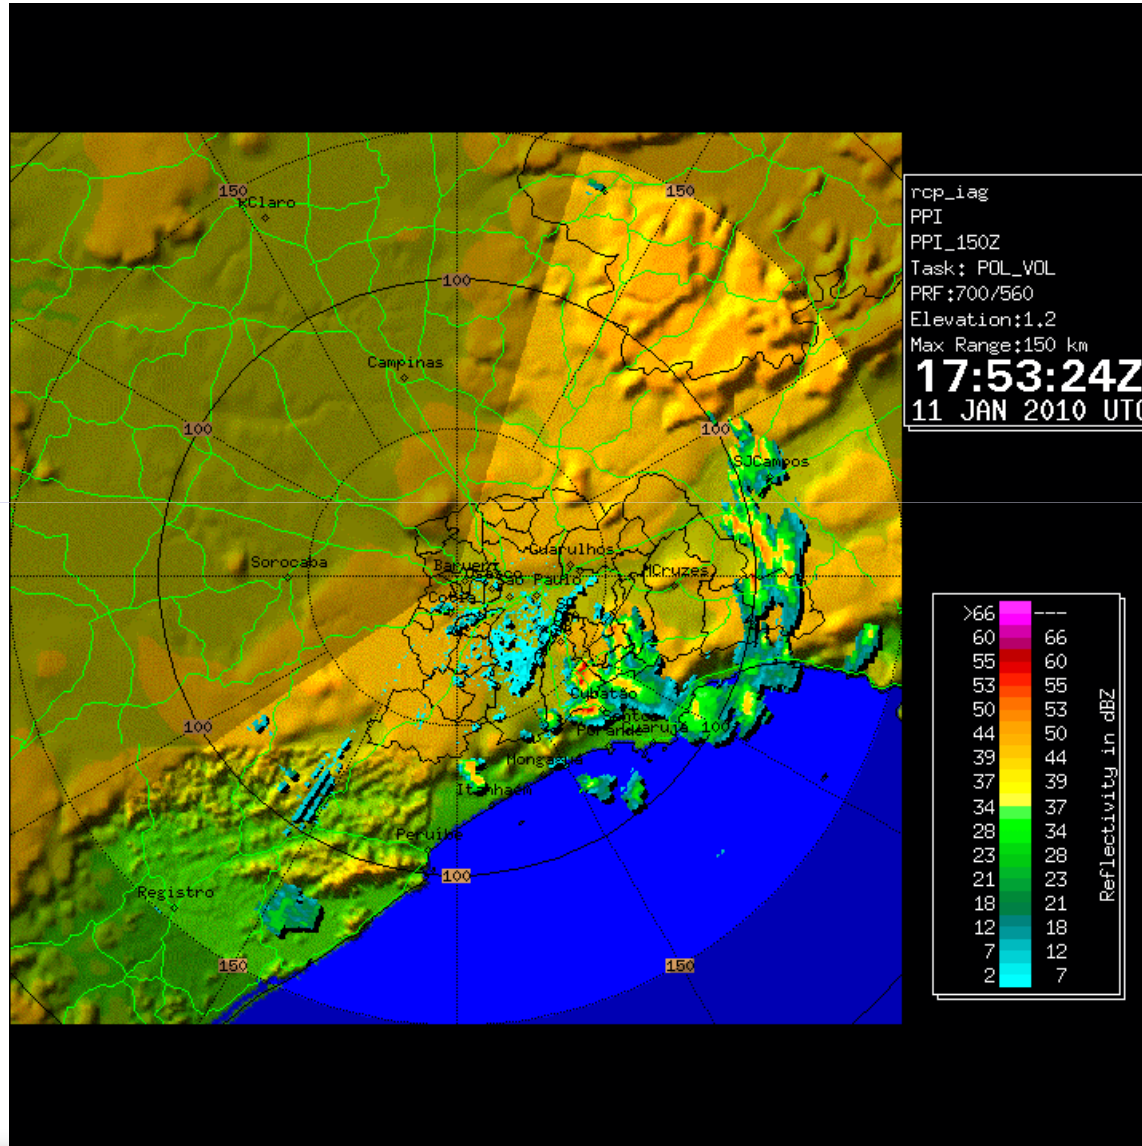 rcp_iag
PPI
PPI_150Z
Task: POL_VOL
PRF:700/560
Elevation:1.2
Max Range:150 km
17:53:24Z
11 JAN 2010 UTC
150
150
Claro
100
Campinas
100
100
SJCampos
Guarulhos
Sorocaba
São Paulo
MCruzes
Cotia
Cubatão
100
100
Mongaguá
Itanhaém
Peruíbe
100
Registro
150
150
>66 ---
60 66
55 60
53 55
50 53
44 50
39 44
37 39
34 37
28 34
23 28
21 23
18 21
12 18
7 12
2 7
Reflectivity in dBZ